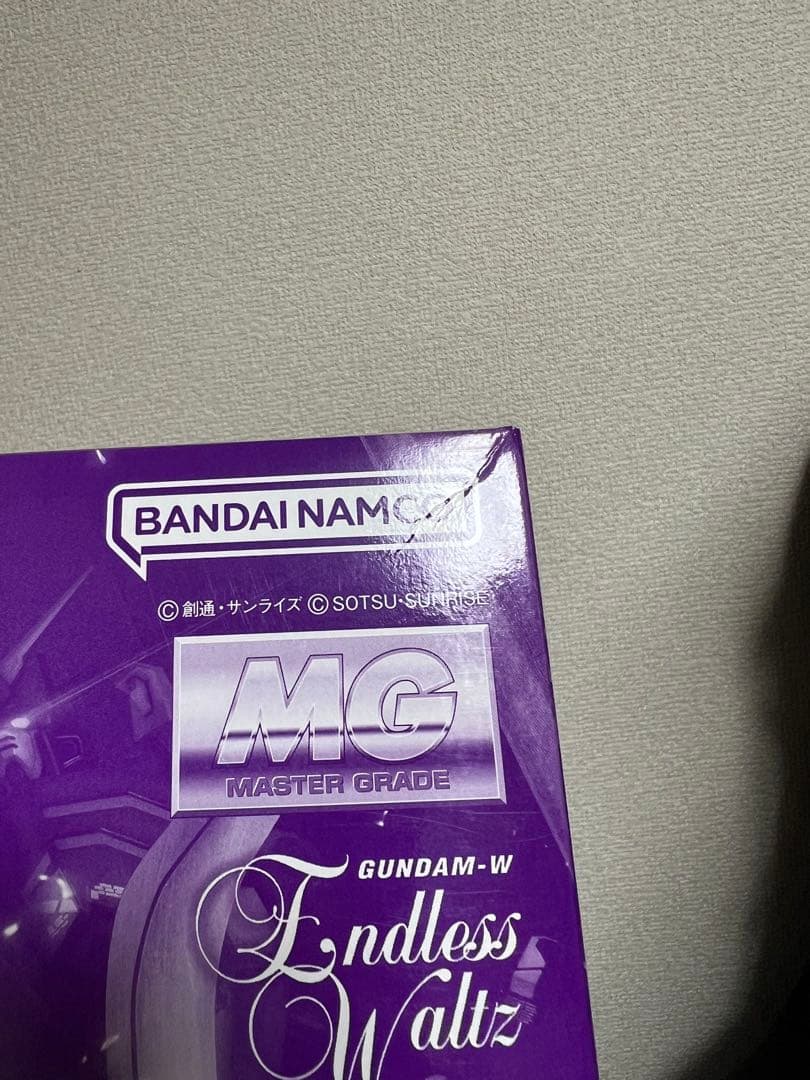 BANDAI NAMCO
©創通・サンライズ ©SOTSU・SUNRISE
MG
MASTER GRADE
GUNDAM-W
Endless
Waltz